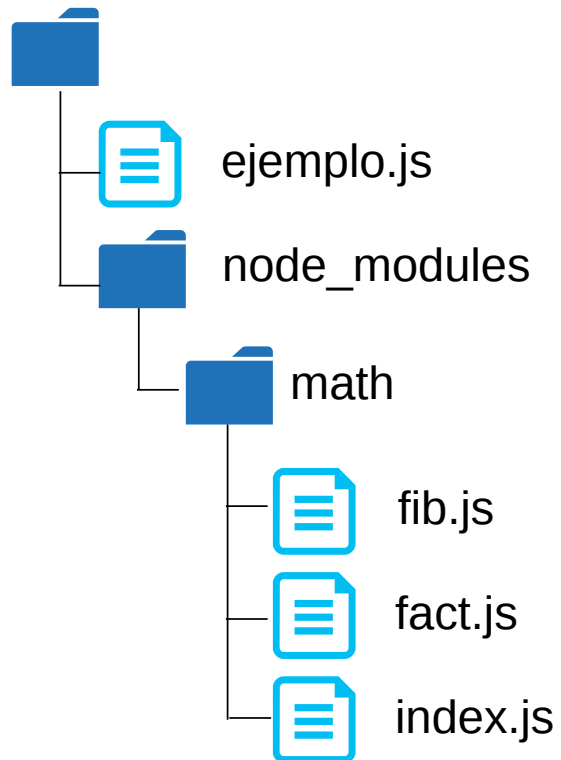 ejemplo.js
node_modules
math
fib.js
fact.js
index.js